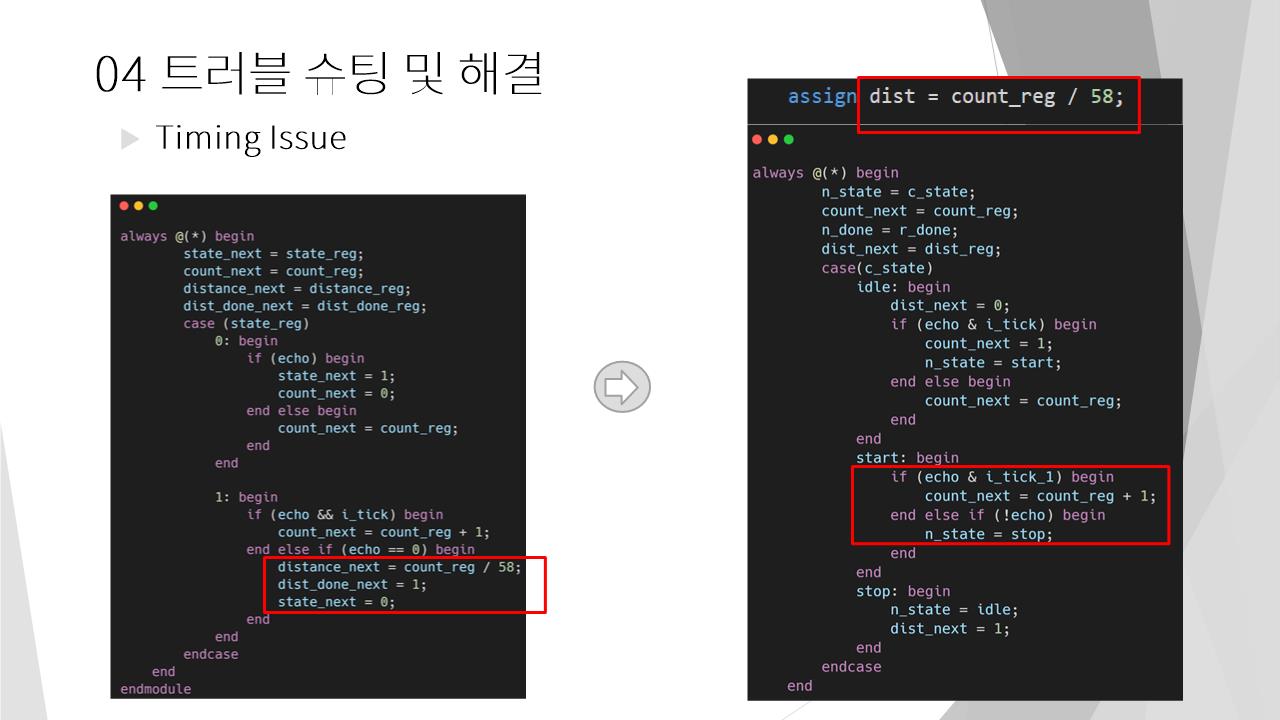 04 트러블 슈팅 및 해결
Timing Issue
always @(*) begin
state_next = state_reg;
count_next = count_reg;
distance_next = distance_reg;
dist_done_next = dist_done_reg;
case (state_reg)
0: begin
if (echo) begin
state_next = 1;
count_next = 0;
end else begin
count_next = count_reg;
end
end
1: begin
if (echo && i_tick) begin
count_next = count_reg + 1;
end else if (echo == 0) begin
distance_next = count_reg / 58;
dist_done_next = 1;
state_next = 0;
end
end
endcase
end
endmodule
assign dist = count_reg / 58;
always @(*) begin
n_state = c_state;
count_next = count_reg;
n_done = r_done;
dist_next = dist_reg;
case(c_state)
idle: begin
dist_next = 0;
if (echo & i_tick) begin
count_next = 1;
n_state = start;
end else begin
count_next = count_reg;
end
end
start: begin
if (echo & i_tick_1) begin
count_next = count_reg + 1;
end else if (!echo) begin
n_state = stop;
end
end
stop: begin
n_state = idle;
dist_next = 1;
end
endcase
end